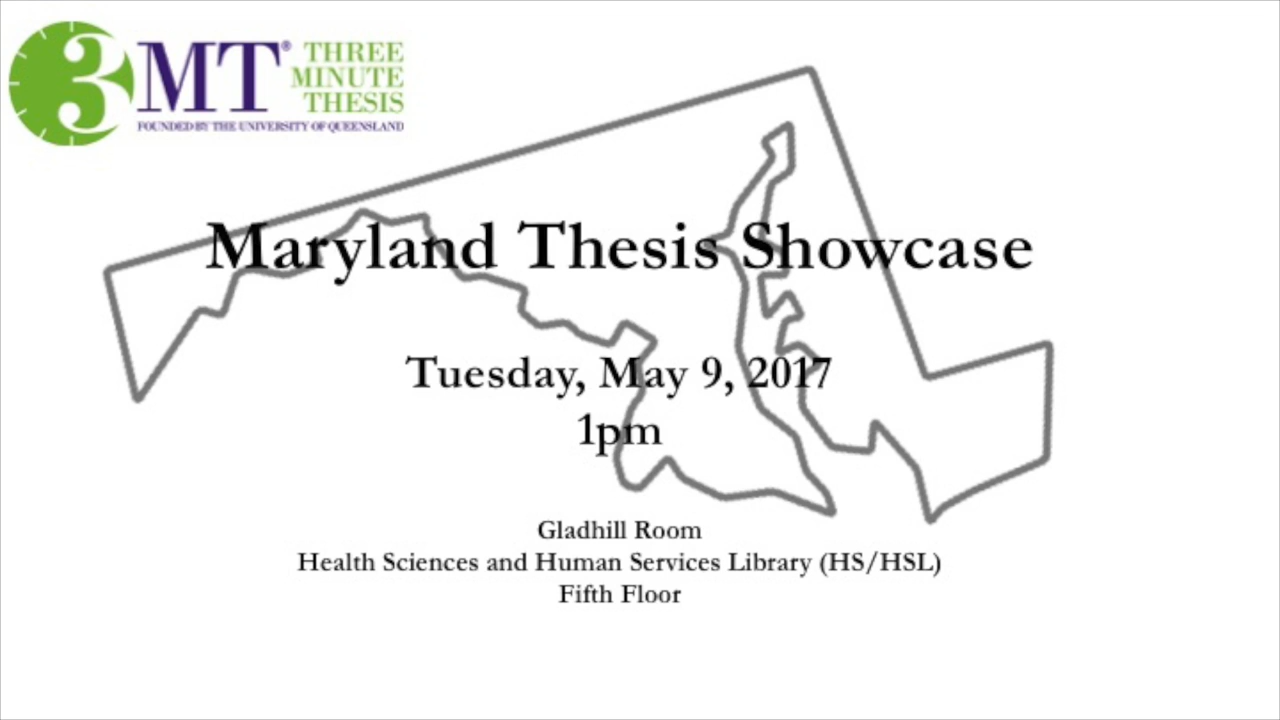 3MT® THREE
MINUTE
THESIS
FOUNDED BY THE UNIVERSITY OF QUEENSLAND
Maryland Thesis Showcase
Tuesday, May 9, 2017
1pm
Gladhill Room
Health Sciences and Human Services Library (HS/HSL)
Fifth Floor